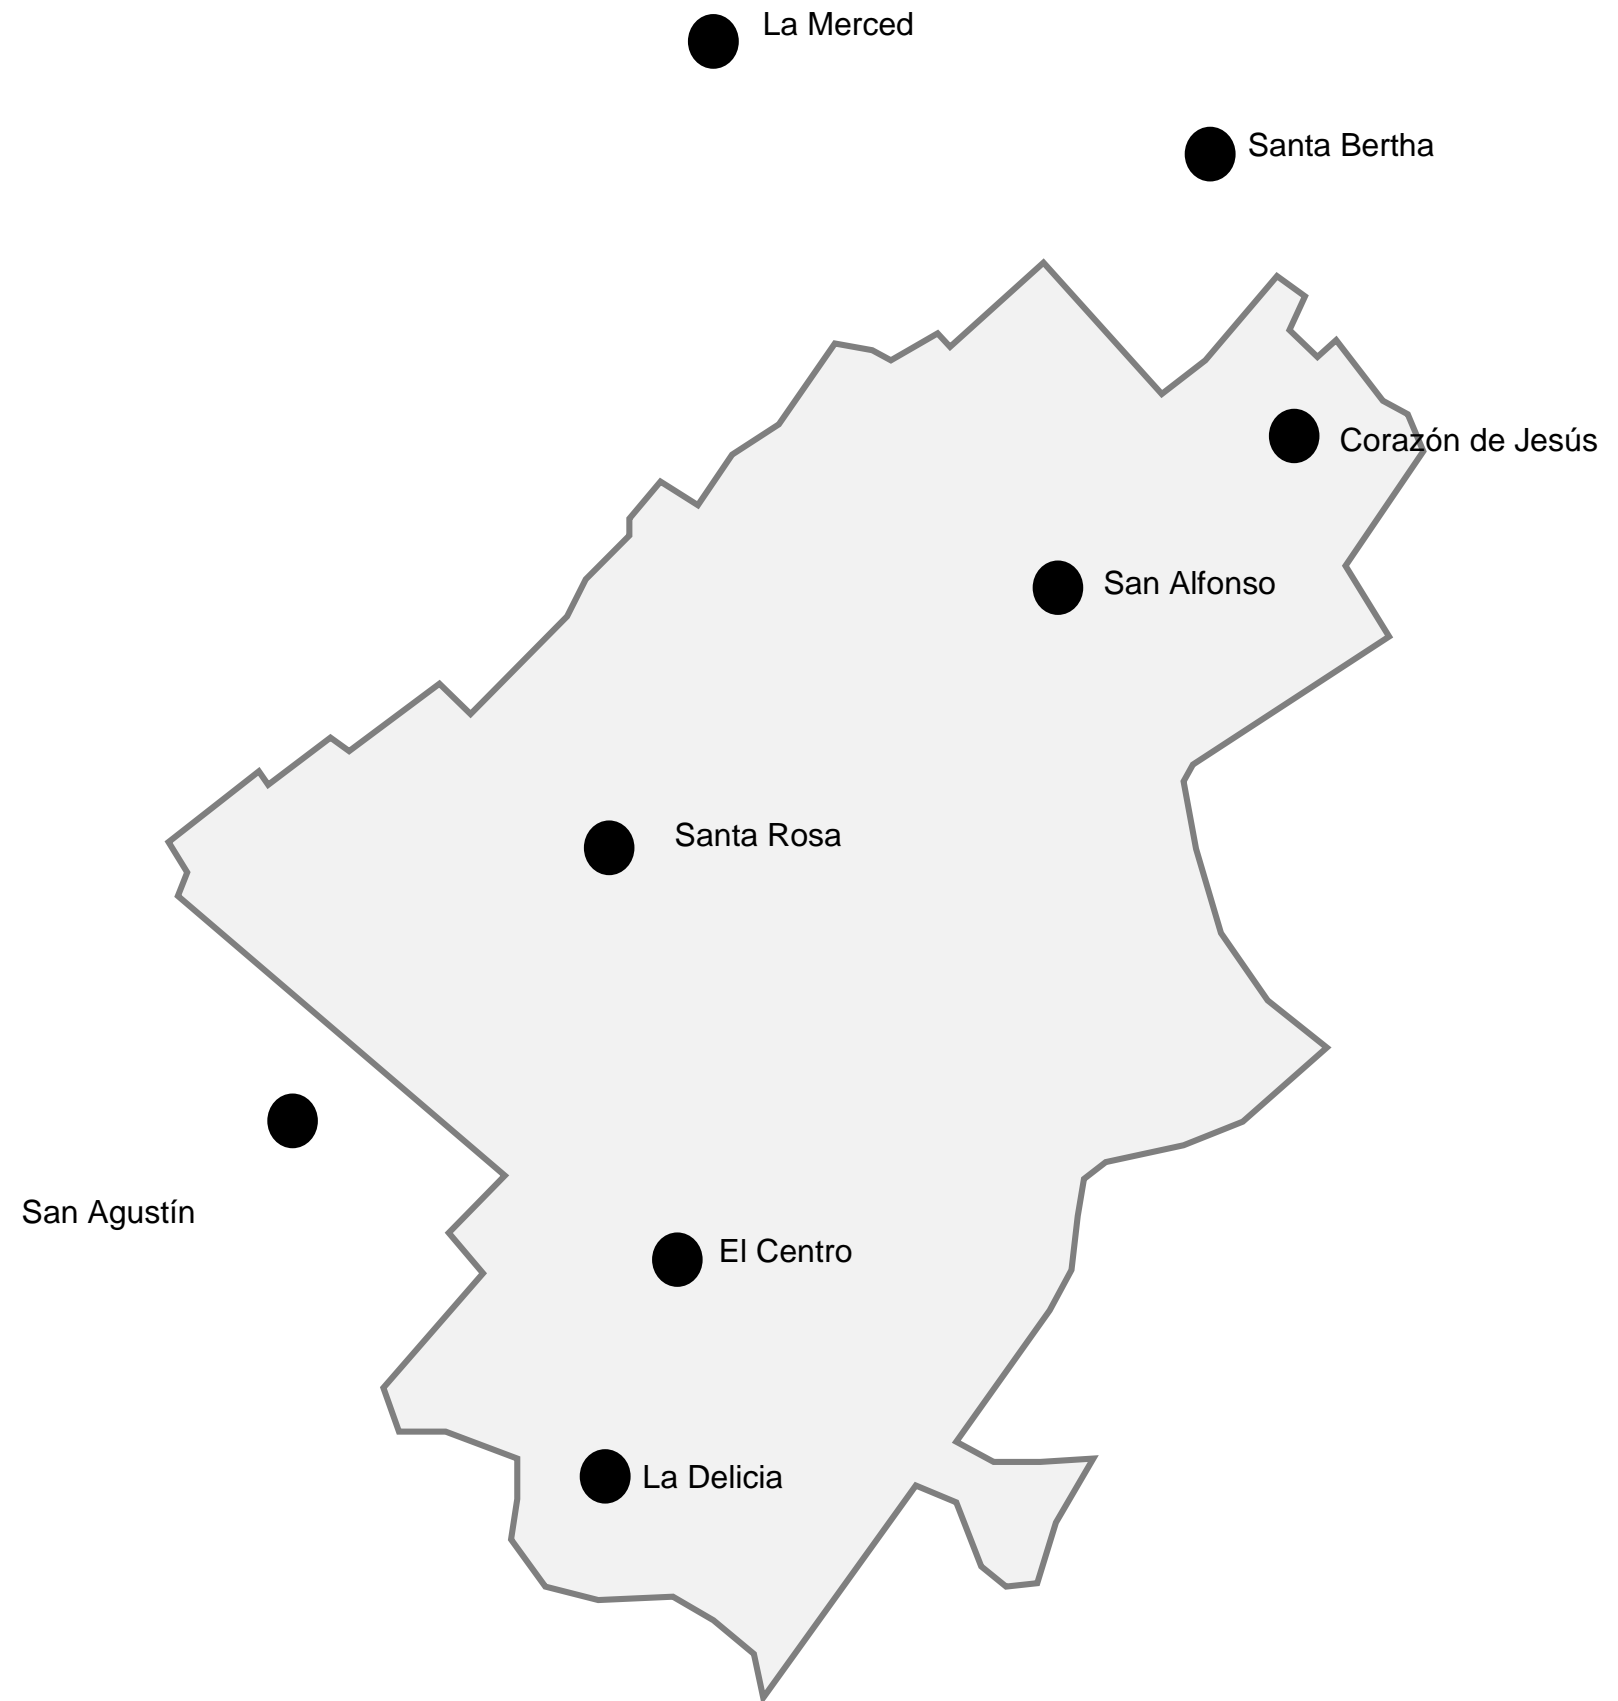 La Merced
Santa Bertha
Corazón de Jesús
San Alfonso
Santa Rosa
San Agustín
El Centro
La Delicia